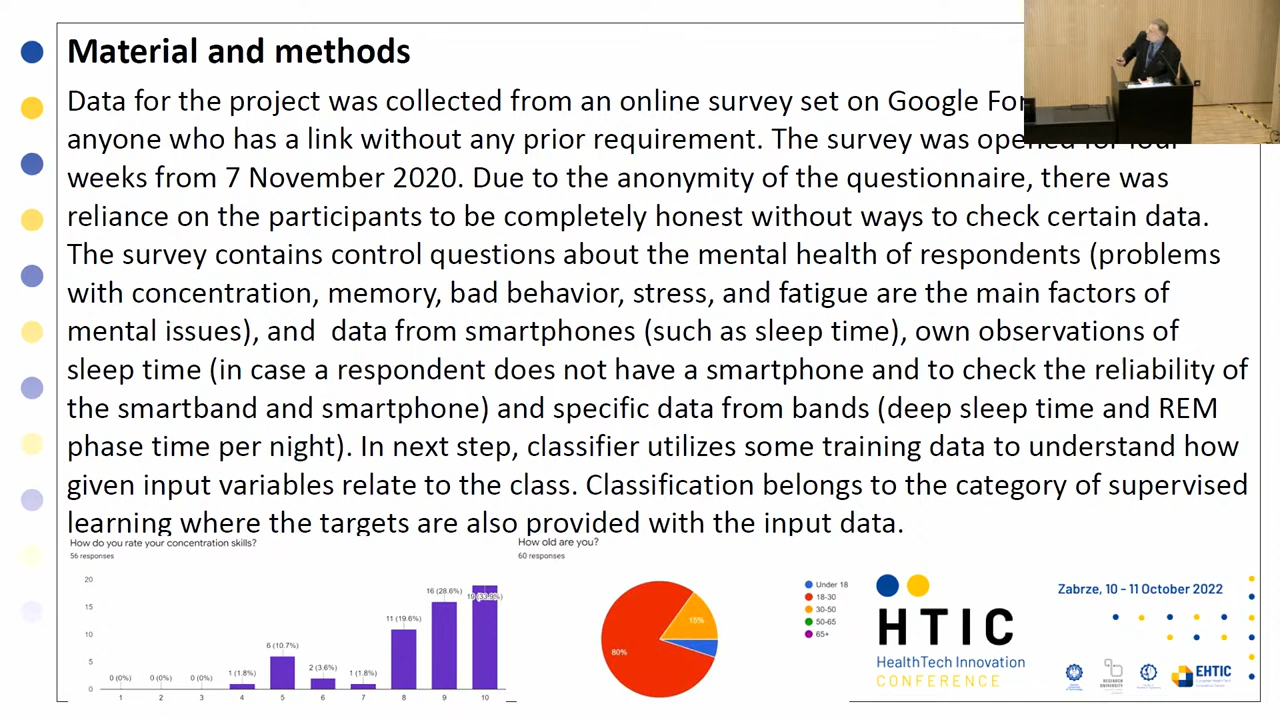 Material and methods
Data for the project was collected from an online survey set on Google For
anyone who has a link without any prior requirement. The survey was opened for four
weeks from 7 November 2020. Due to the anonymity of the questionnaire, there was
reliance on the participants to be completely honest without ways to check certain data.
The survey contains control questions about the mental health of respondents (problems
with concentration, memory, bad behavior, stress, and fatigue are the main factors of
mental issues), and data from smartphones (such as sleep time), own observations of
sleep time (in case a respondent does not have a smartphone and to check the reliability of
the smartband and smartphone) and specific data from bands (deep sleep time and REM
phase time per night). In next step, classifier utilizes some training data to understand how
given input variables relate to the class. Classification belongs to the category of supervised
learning where the targets are also provided with the input data.
How do you rate your concentration skills?
56 responses
20
15
10
5
0
0 (0%)
0 (0%)
0 (0%)
1 (1.8%)
6 (10.7%)
2 (3.6%)
1 (1.8%)
11 (19.6%)
16 (28.6%)
19 (33.9%)
1 2 3 4 5 6 7 8 9 10
How old are you?
60 responses
15%
80%
Under 18
18-30
30-50
50-65
65+
HTIC
HealthTech Innovation
CONFERENCE
Zabrze, 10 - 11 October 2022
EHTIC